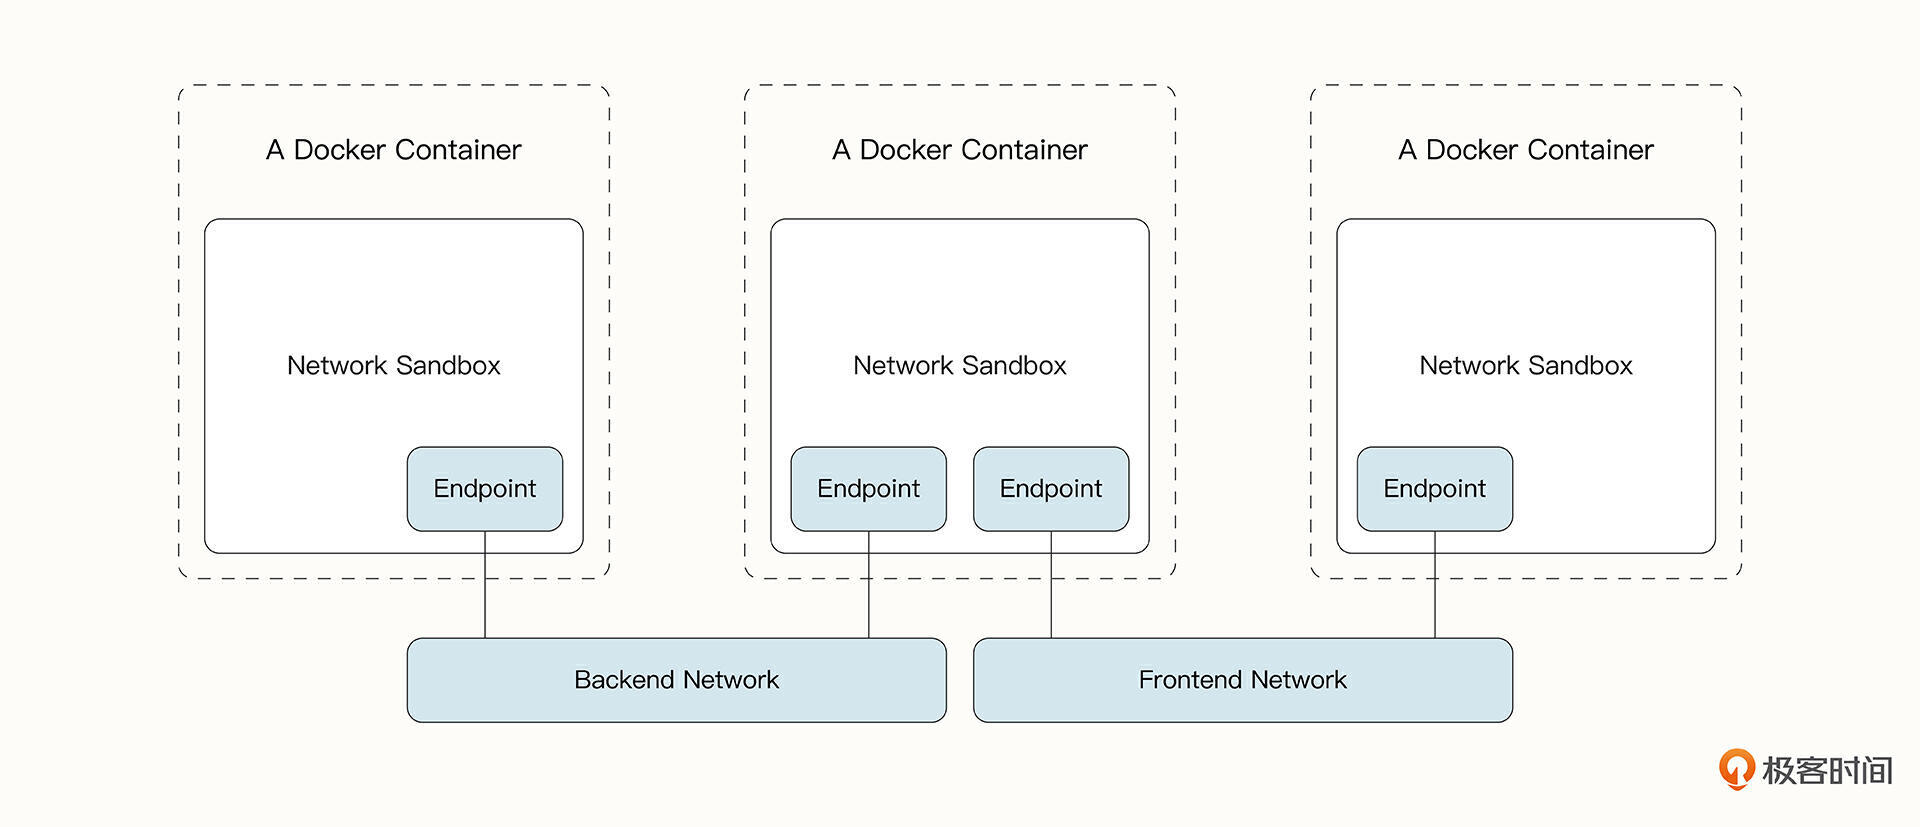 A Docker Container
A Docker Container
A Docker Container
Network Sandbox
Network Sandbox
Network Sandbox
Endpoint
Endpoint
Endpoint
Endpoint
Backend Network
Frontend Network
极客时间